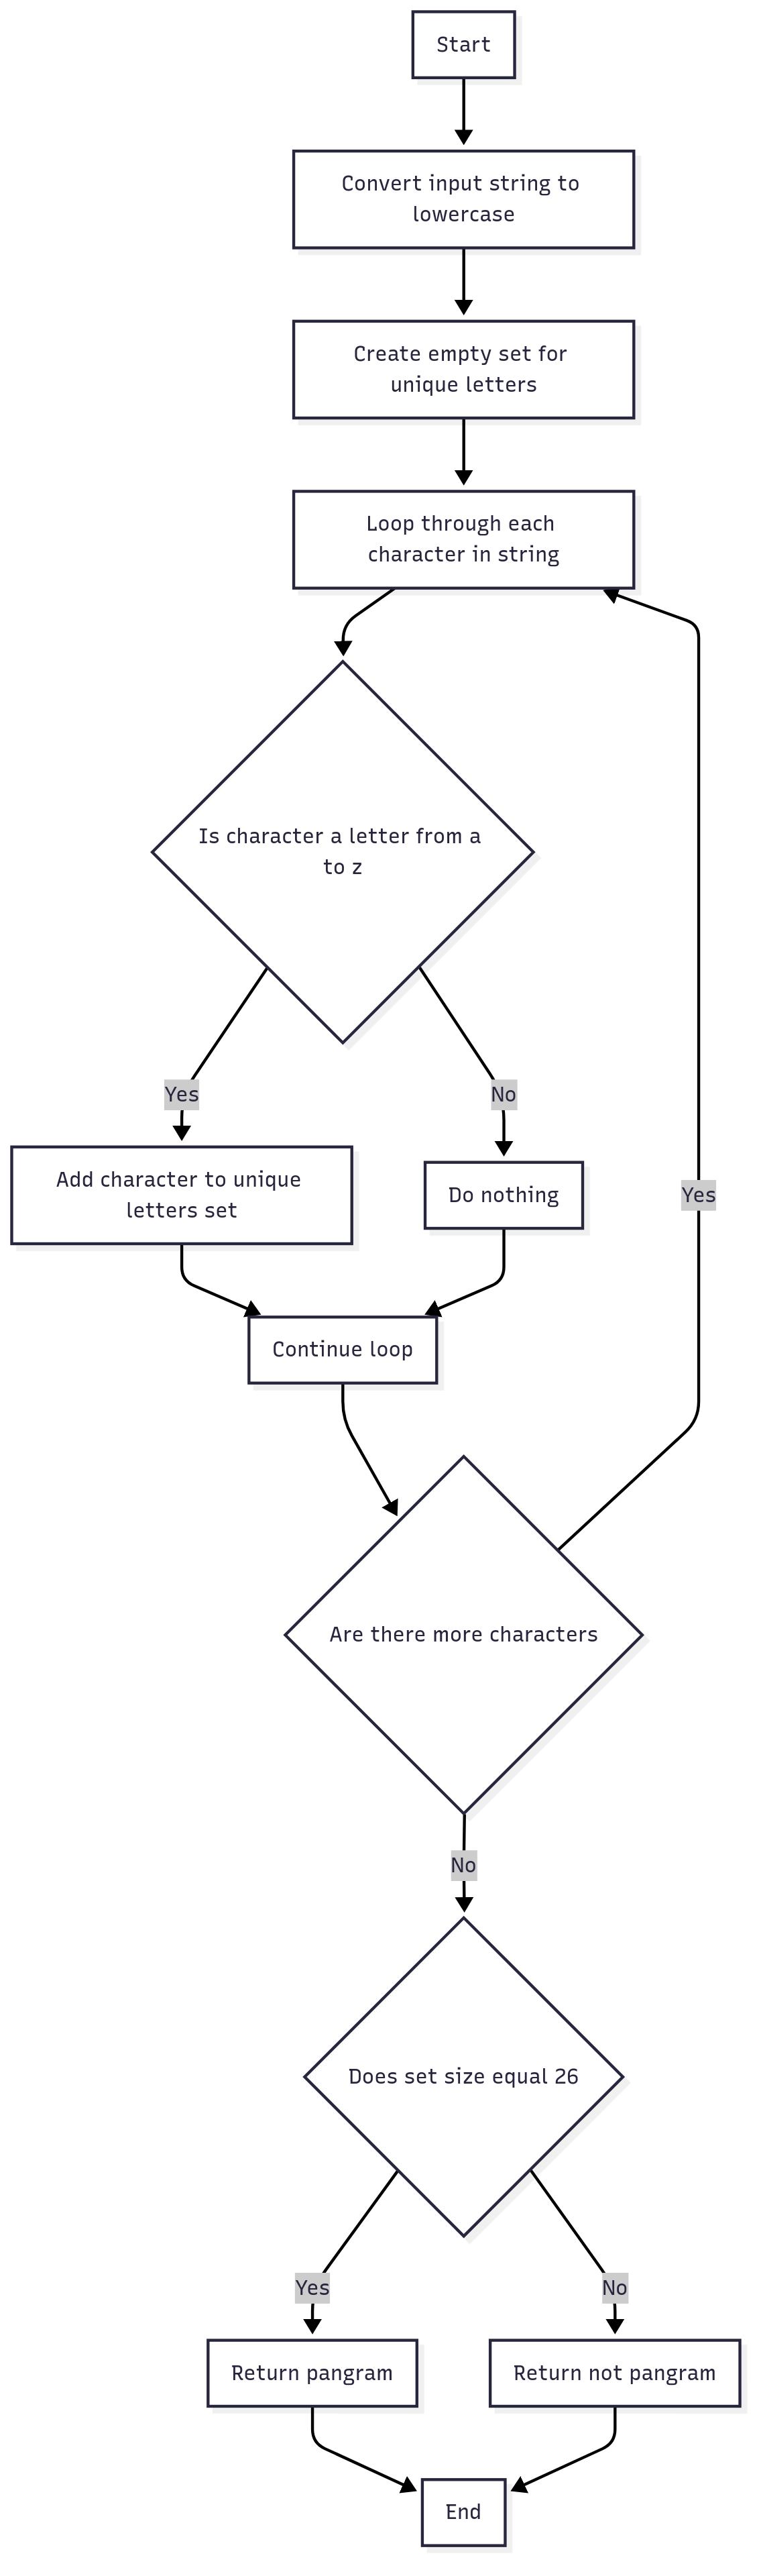 Start
Convert input string to
lowercase
Create empty set for
unique letters
Loop through each
character in string
Is character a letter from a
to z
Yes
No
Add character to unique
letters set
Do nothing
Yes
Continue loop
Are there more characters
No
Does set size equal 26
Yes
No
Return pangram
Return not pangram
End